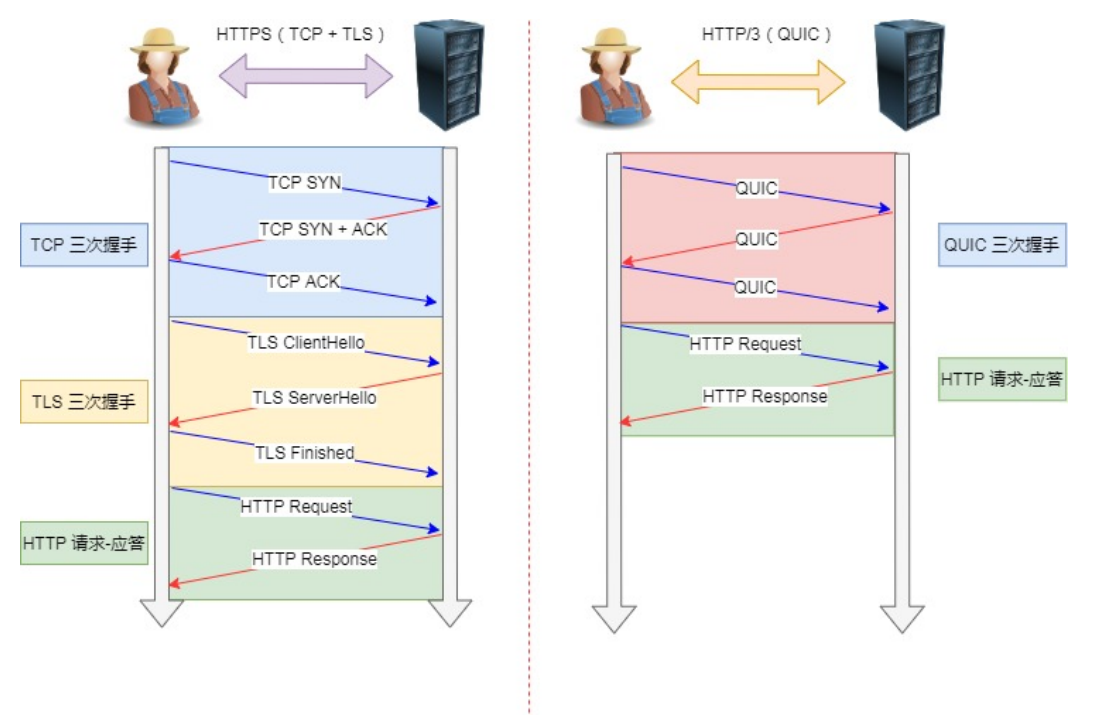 HTTPS（TCP + TLS）
TCP SYN
TCP SYN + ACK
TCP 三次握手
TCP ACK
TLS ClientHello
TLS ServerHello
TLS 三次握手
TLS Finished
HTTP Request
HTTP 请求-应答
HTTP Response
HTTP/3（QUIC）
QUIC
QUIC
QUIC 三次握手
QUIC
HTTP Request
HTTP 请求-应答
HTTP Response